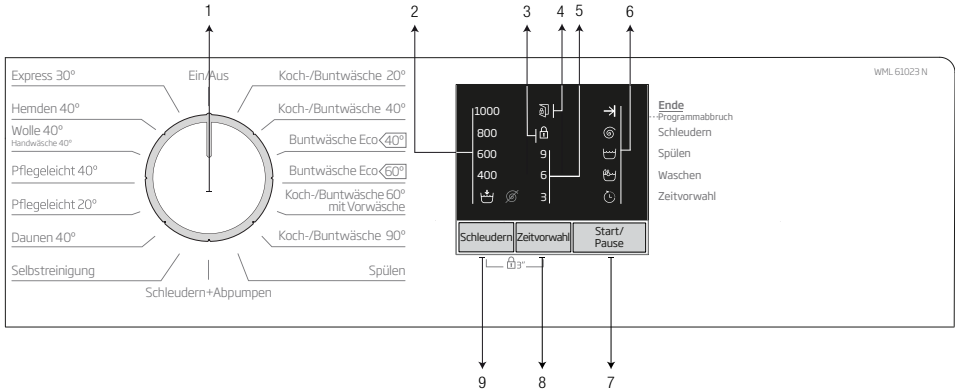 1
2
3
4
5
6
WML 61023 N
Ein/Aus
Express 30°
Hemden 40°
Wolle 40°
Handwäsche 40°
Pflegeleicht 40°
Pflegeleicht 20°
Daunen 40°
Selbstreinigung
Schleudern+Abpumpen
Koch-/Buntwäsche 20°
Koch-/Buntwäsche 40°
Buntwäsche Eco 40°
Buntwäsche Eco 60°
Koch-/Buntwäsche 60°
mit Vorwäsche
Koch-/Buntwäsche 90°
Spülen
1000
800
600
400
9
6
3
Ende
Programmabbruch
Schleudern
Spülen
Waschen
Zeitvorwahl
Schleudern
Zeitvorwahl
Start/
Pause
3"
9
8
7